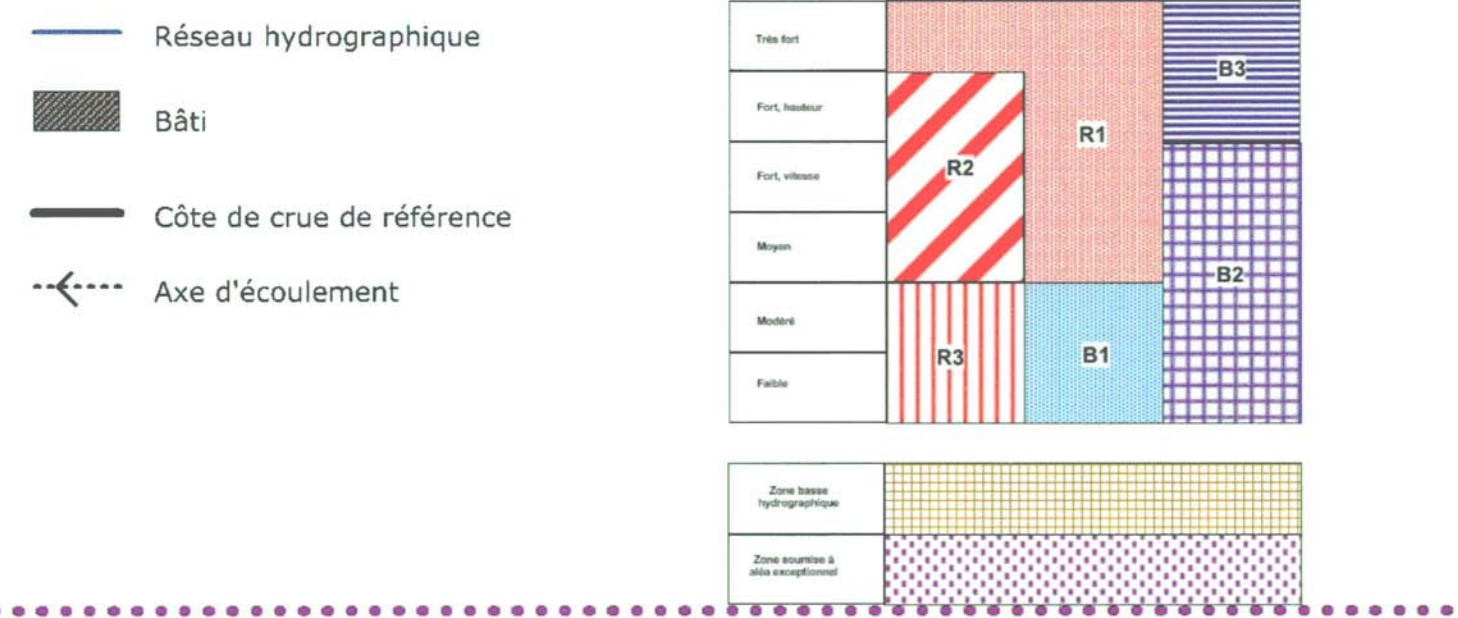 Réseau hydrographique
Bâti
Côte de crue de référence
Axe d'écoulement
Très fort
Fort, hauteur
Fort, vitesse
Moyen
Modéré
Faible
R2
R1
B3
B2
R3
B1
Zone basse
hydrographique
Zone soumise à
aléa exceptionnel